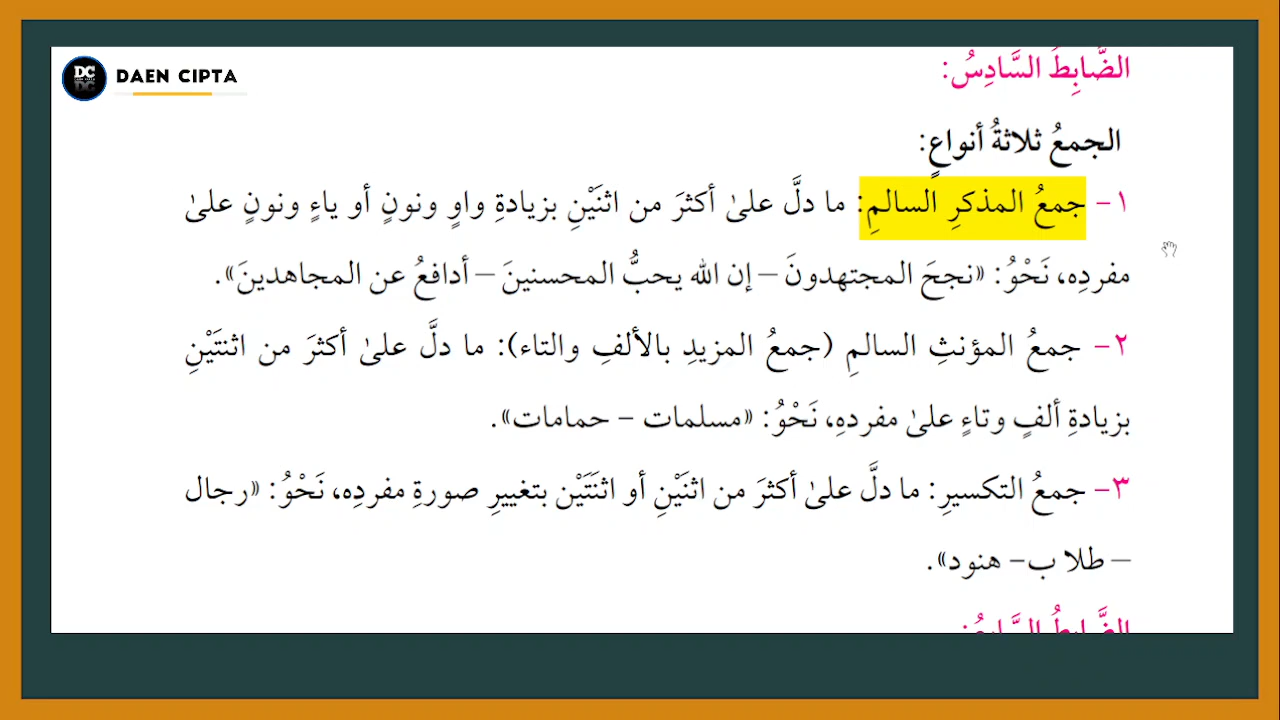 DAEN CIPTA
الضَّابِطُ السَّادِسُ:
الجمعُ ثلاثةُ أنواعٍ:
١– جمعُ المذكرِ السالمِ: ما دلَّ علىٰ أكثرَ من اثنَيْنِ بزيادةِ واوٍ ونونٍ أو ياءٍ ونونٍ علىٰ
مفردِه، نَحْوُ: «نجحَ المجتهدونَ – إن الله يحبُّ المحسنينَ – أدافعُ عن المجاهدينَ».
٢– جمعُ المؤنثِ السالمِ (جمعُ المزيدِ بالألفِ والتاء): ما دلَّ علىٰ أكثرَ من اثنتَيْنِ
بزيادةِ ألفٍ وتاءٍ علىٰ مفردهِ، نَحْوُ: «مسلمات – حمامات».
٣– جمعُ التكسيرِ: ما دلَّ علىٰ أكثرَ من اثنَيْنِ أو اثنَتَيْن بتغييرِ صورةِ مفردِه، نَحْوُ: «رجال
– طلا ب– هنود».